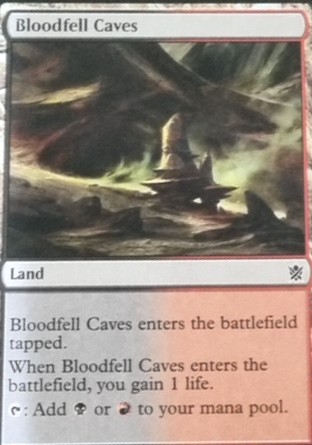 Bloodfell Caves
Land
Bloodfell Caves enters the battlefield
tapped.
When Bloodfell Caves enters the
battlefield, you gain 1 life.
: Add or to your mana pool.